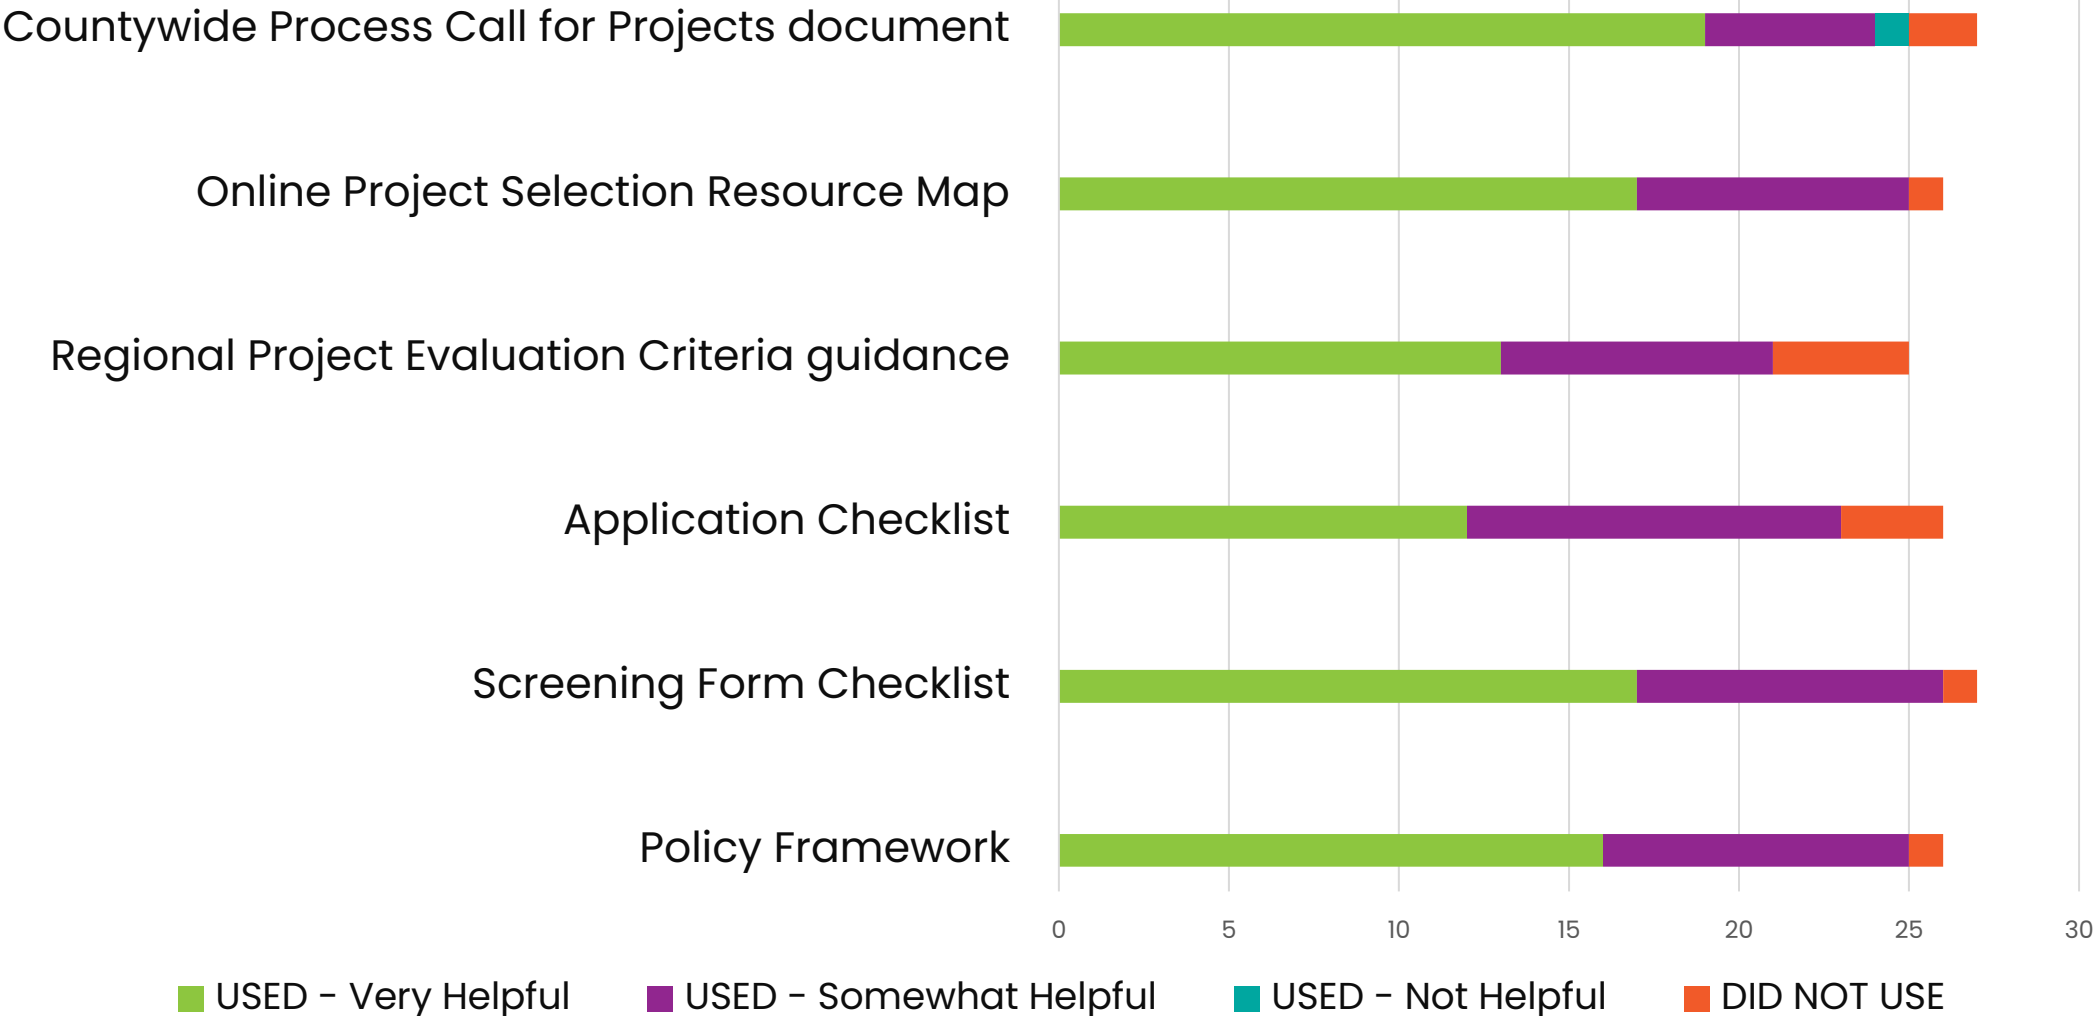 Countywide Process Call for Projects document
Online Project Selection Resource Map
Regional Project Evaluation Criteria guidance
Application Checklist
Screening Form Checklist
Policy Framework
0 5 10 15 20 25 30
USED - Very Helpful USED - Somewhat Helpful USED - Not Helpful DID NOT USE